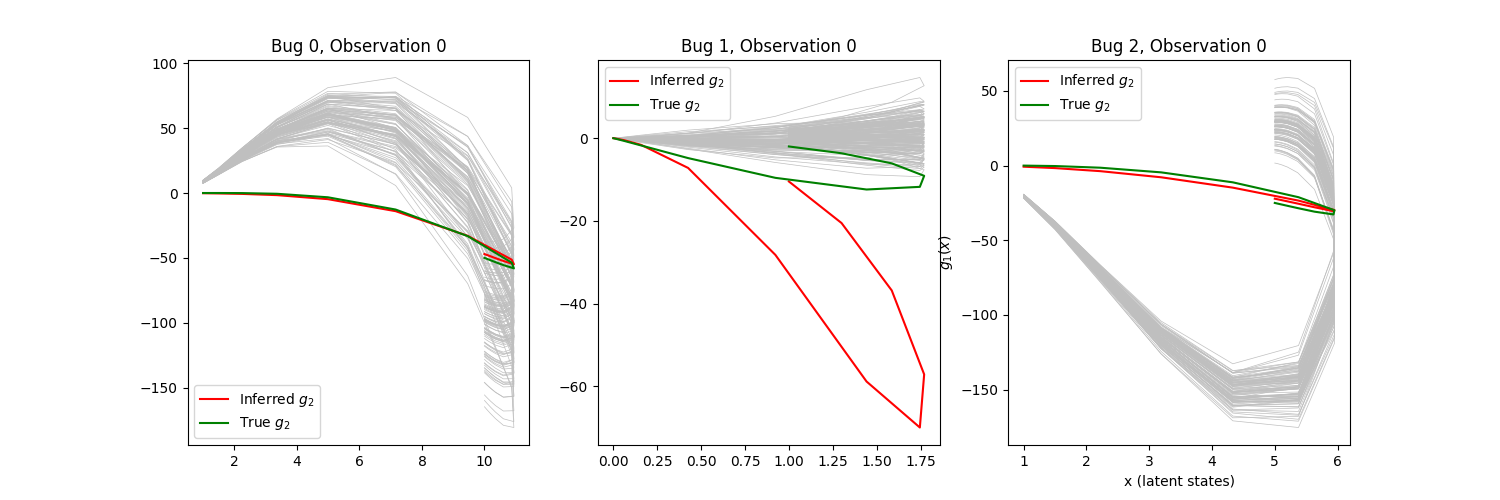 Bug 0, Observation 0
100
50
0
−50
−100
−150
Inferred g₂
True g₂
2 4 6 8 10
Bug 1, Observation 0
Inferred g₂
True g₂
0
−20
−40
−60
0.00 0.25 0.50 0.75 1.00 1.25 1.50 1.75
Bug 2, Observation 0
Inferred g₂
True g₂
g₁(x)
50
0
−50
−100
−150
1 2 3 4 5 6
x (latent states)